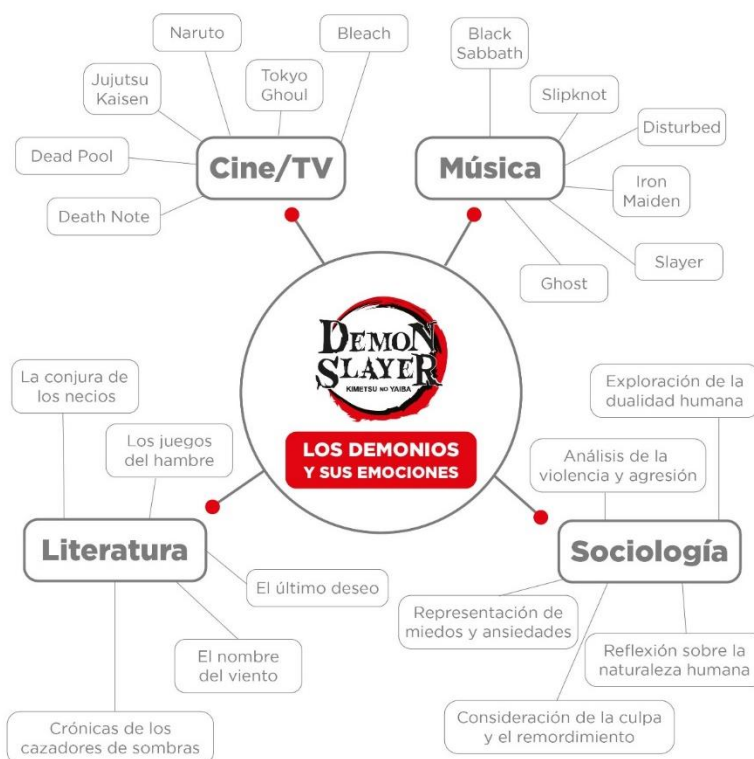 Naruto
Bleach
Jujutsu
Kaisen
Tokyo
Ghoul
Dead Pool
Death Note
Cine/TV
Black
Sabbath
Slipknot
Disturbed
Iron
Maiden
Slayer
Ghost
Música
DEMON
SLAYER
KIMETSU NO YAIBA
LOS DEMONIOS
Y SUS EMOCIONES
La conjura de
los necios
Los juegos
del hambre
Literatura
El último deseo
El nombre
del viento
Crónicas de los
cazadores de sombras
Exploración de la
dualidad humana
Análisis de la
violencia y agresión
Sociología
Representación de
miedos y ansiedades
Reflexión sobre la
naturaleza humana
Consideración de la culpa
y el remordimiento